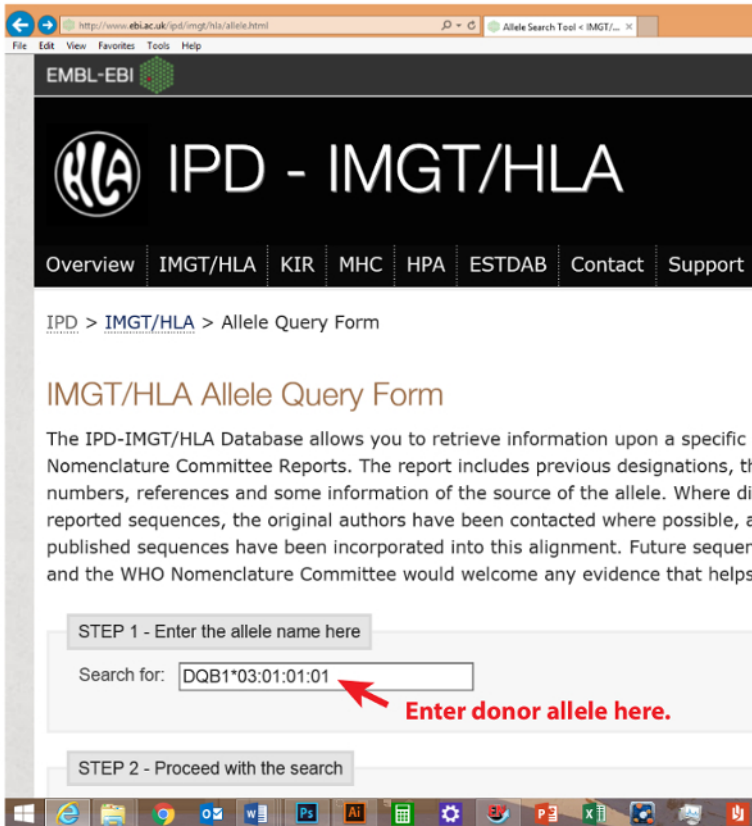 http://www.ebi.ac.uk/ipd/imgt/hla/allele.html
Allele Search Tool < IMGT/...
File Edit View Favorites Tools Help
EMBL-EBI
HLA IPD - IMGT/HLA
Overview IMGT/HLA KIR MHC HPA ESTDAB Contact Support
IPD > IMGT/HLA > Allele Query Form
IMGT/HLA Allele Query Form
The IPD-IMGT/HLA Database allows you to retrieve information upon a specific
Nomenclature Committee Reports. The report includes previous designations, th
numbers, references and some information of the source of the allele. Where di
reported sequences, the original authors have been contacted where possible, a
published sequences have been incorporated into this alignment. Future sequen
and the WHO Nomenclature Committee would welcome any evidence that helps
STEP 1 - Enter the allele name here
Search for: DQB1*03:01:01:01
Enter donor allele here.
STEP 2 - Proceed with the search
Ps Ai